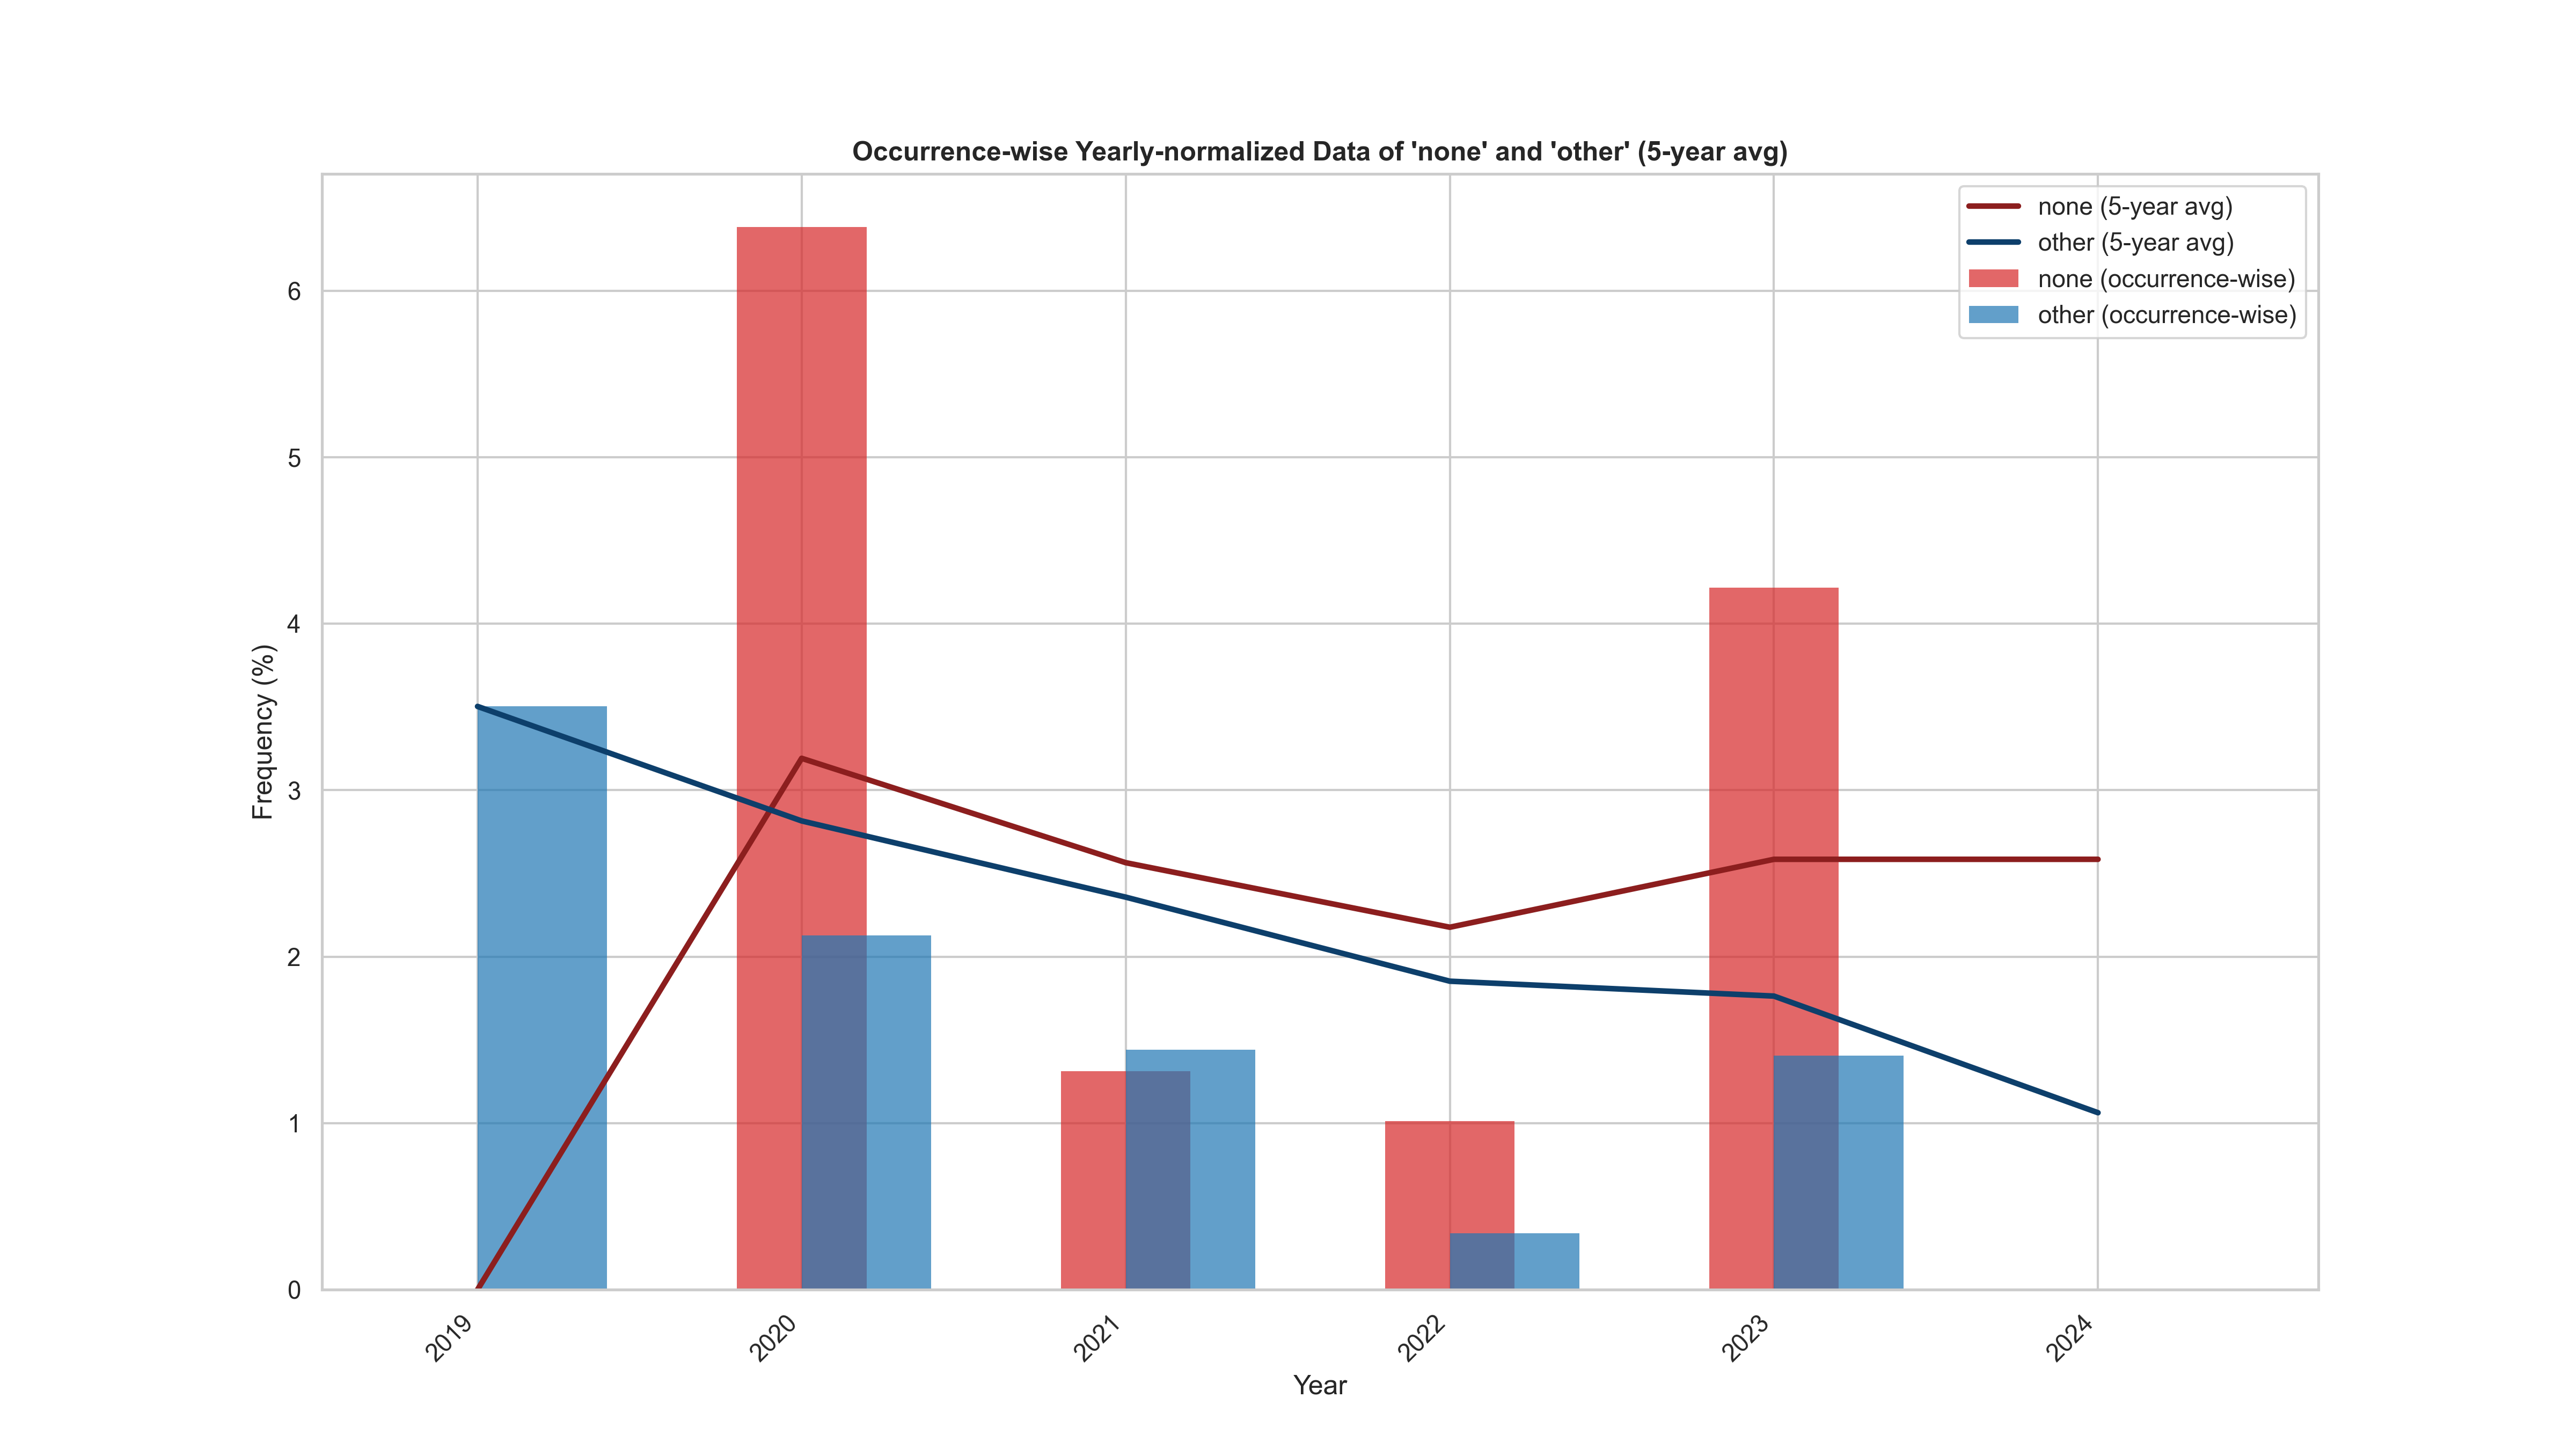 Occurrence-wise Yearly-normalized Data of 'none' and 'other' (5-year avg)
none (5-year avg)
other (5-year avg)
none (occurrence-wise)
other (occurrence-wise)
6
5
4
3
2
1
0
Frequency (%)
2019
2020
2021
2022
2023
2024
Year